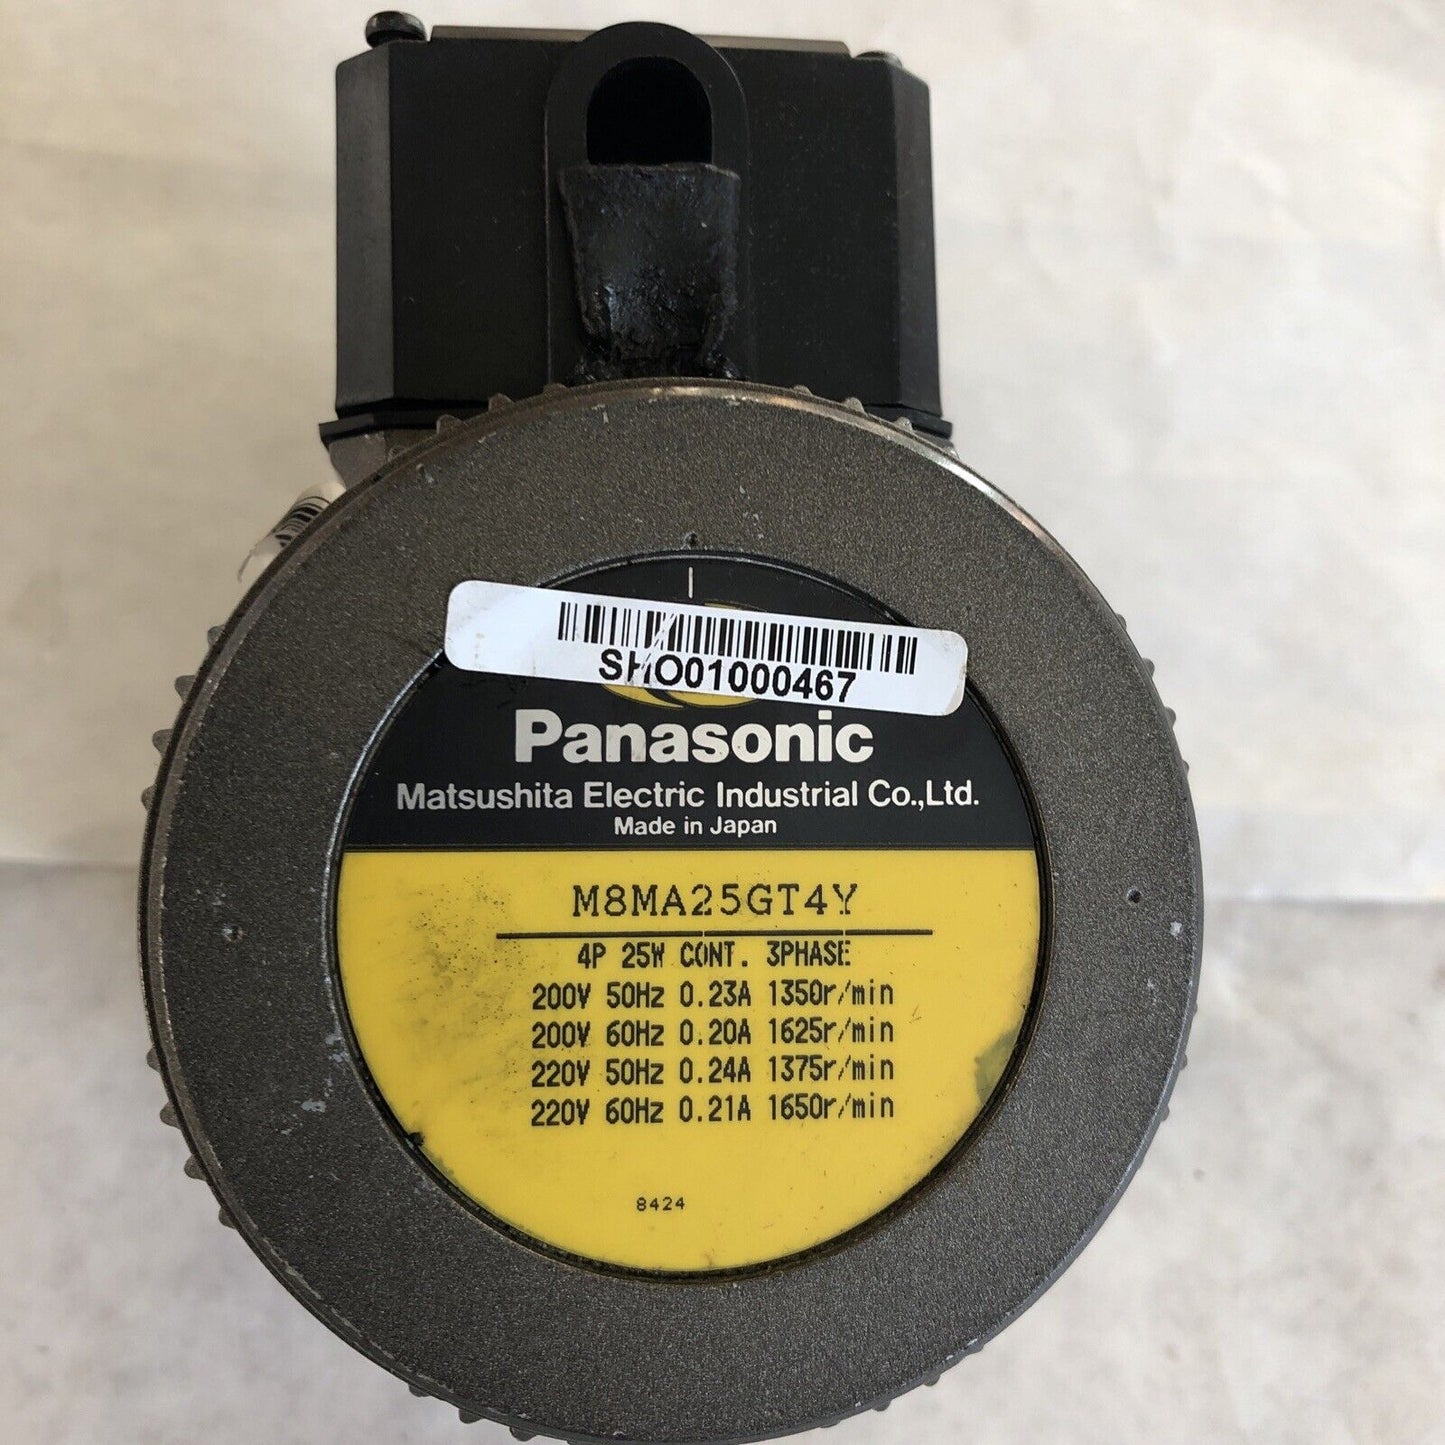 SHO01000467
Panasonic
Matsushita Electric Industrial Co.,Ltd.
Made in Japan
M8MA25GT4Y
4P 25W CONT. 3PHASE
200V 50Hz 0.23A 1350r/min
200V 60Hz 0.20A 1625r/min
220V 50Hz 0.24A 1375r/min
220V 60Hz 0.21A 1650r/min
8424